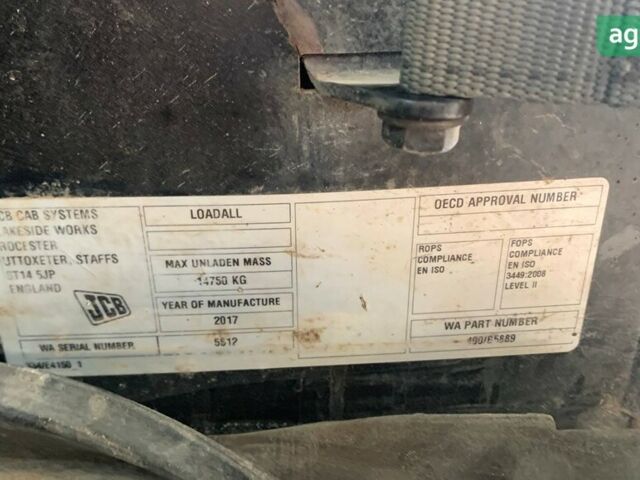 ag
CB CAB SYSTEMS
AKESIDE WORKS
ROCESTER
UTTOXETER, STAFFS
ST14 5JP
ENGLAND
JCB
WA SERIAL NUMBER
LOADALL
MAX UNLADEN MASS
14750 KG
YEAR OF MANUFACTURE
2017
5512
OECD APPROVAL NUMBER
ROPS
COMPLIANCE
EN ISO
FOPS
COMPLIANCE
EN ISO
3449:2008
LEVEL II
WA PART NUMBER